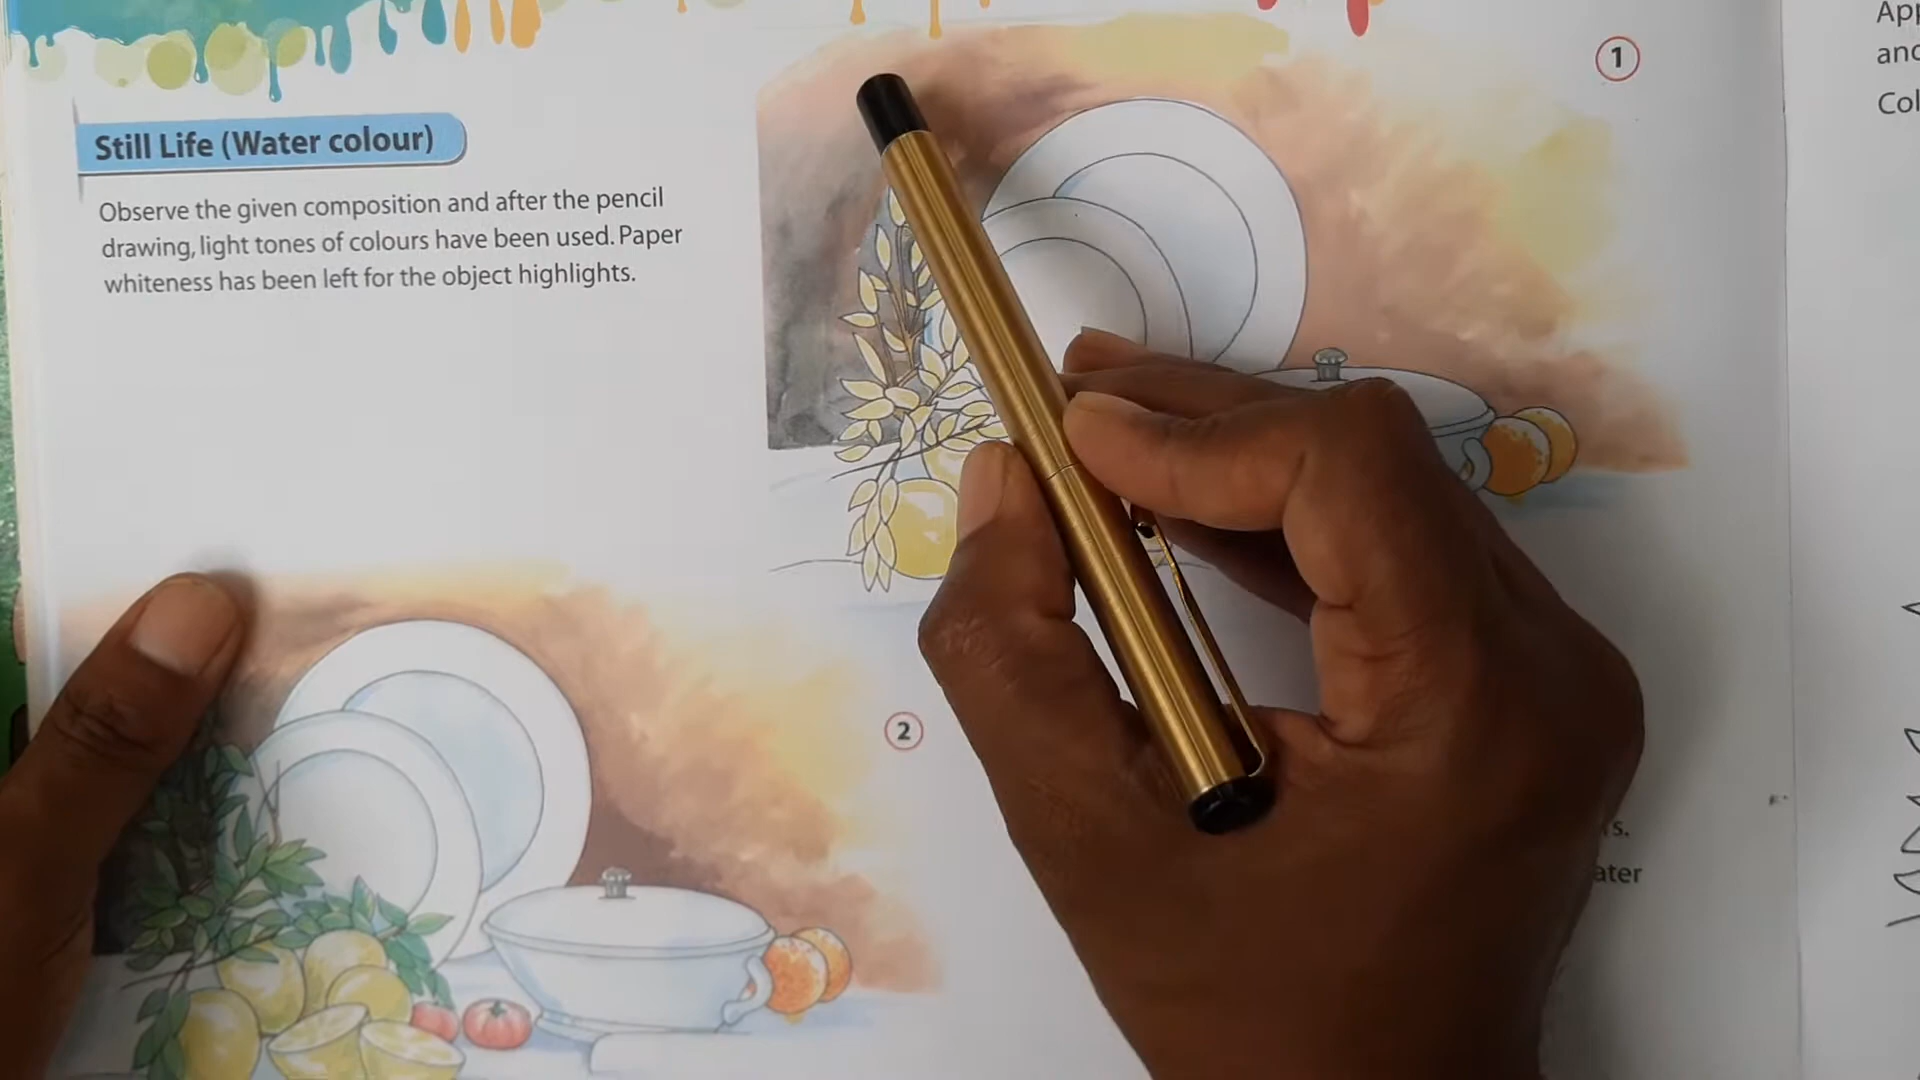 Still Life (Water colour)
Observe the given composition and after the pencil
drawing, light tones of colours have been used. Paper
whiteness has been left for the object highlights.
1
2
Col